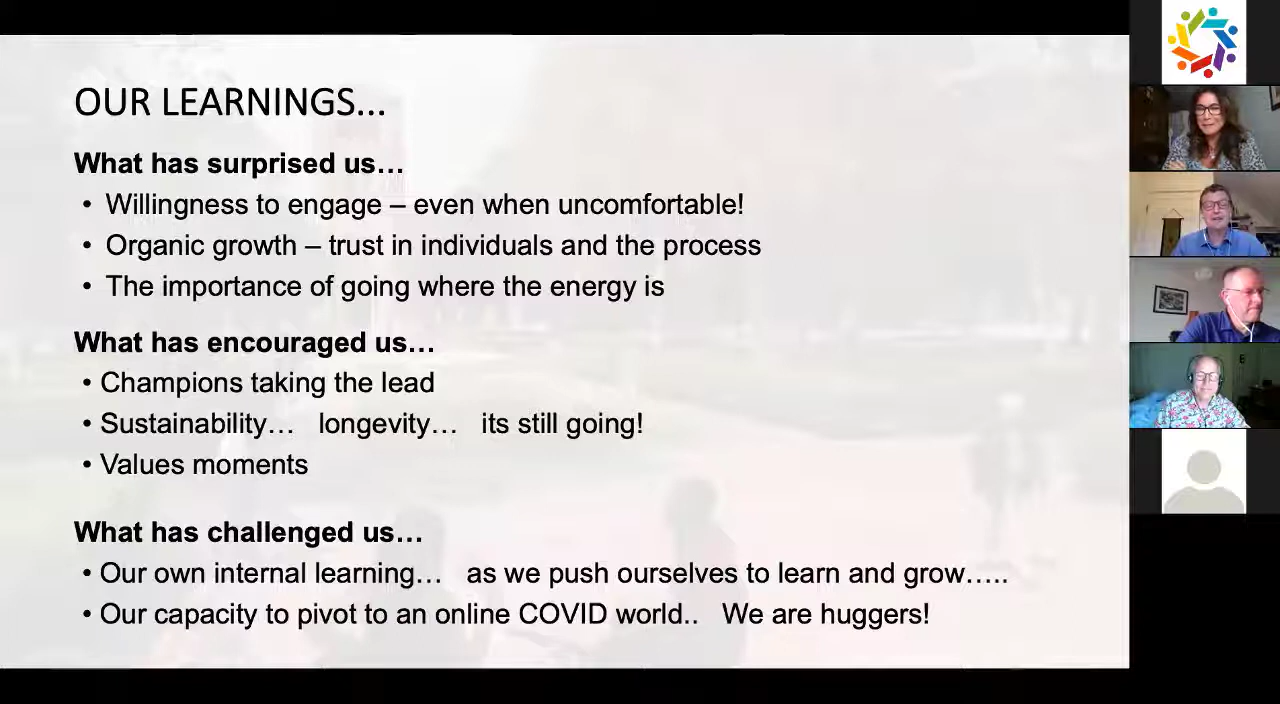 OUR LEARNINGS...
What has surprised us…
• Willingness to engage – even when uncomfortable!
• Organic growth – trust in individuals and the process
• The importance of going where the energy is
What has encouraged us…
• Champions taking the lead
• Sustainability… longevity… its still going!
• Values moments
What has challenged us…
• Our own internal learning… as we push ourselves to learn and grow…..
• Our capacity to pivot to an online COVID world.. We are huggers!